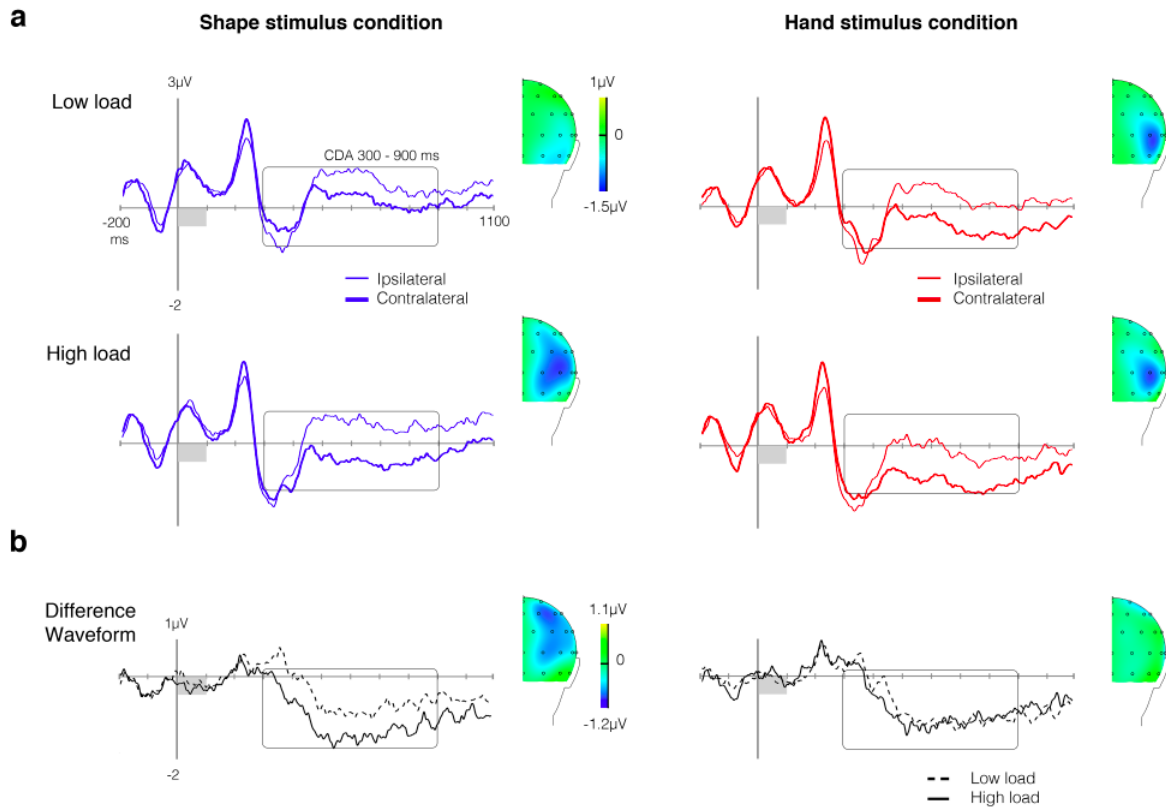 a
Shape stimulus condition
Hand stimulus condition
Low load
3µV
1µV
0
-1.5µV
CDA 300 - 900 ms
-200
ms
1100
-2
Ipsilateral
Contralateral
Ipsilateral
Contralateral
High load
b
Difference
Waveform
1µV
1.1µV
0
-1.2µV
-2
Low load
High load